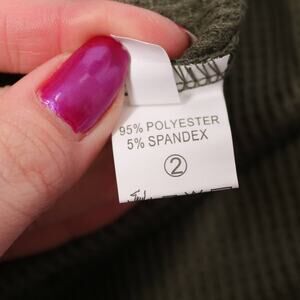 95% POLYESTER
5% SPANDEX
②